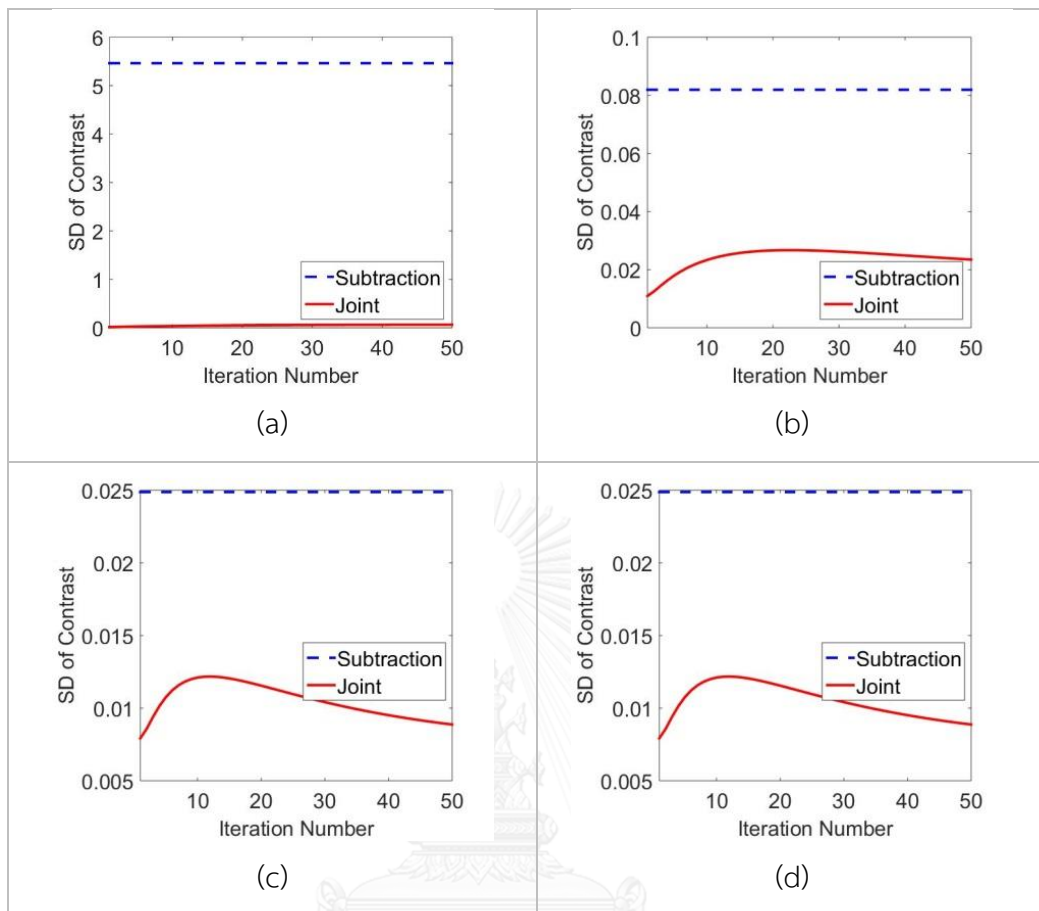 6
5
4
3
2
1
0
SD of Contrast
Subtraction
Joint
10 20 30 40 50
Iteration Number
(a)
0.1
0.08
0.06
0.04
0.02
0
SD of Contrast
Subtraction
Joint
10 20 30 40 50
Iteration Number
(b)
0.025
0.02
0.015
0.01
0.005
SD of Contrast
Subtraction
Joint
10 20 30 40 50
Iteration Number
(c)
0.025
0.02
0.015
0.01
0.005
SD of Contrast
Subtraction
Joint
10 20 30 40 50
Iteration Number
(d)